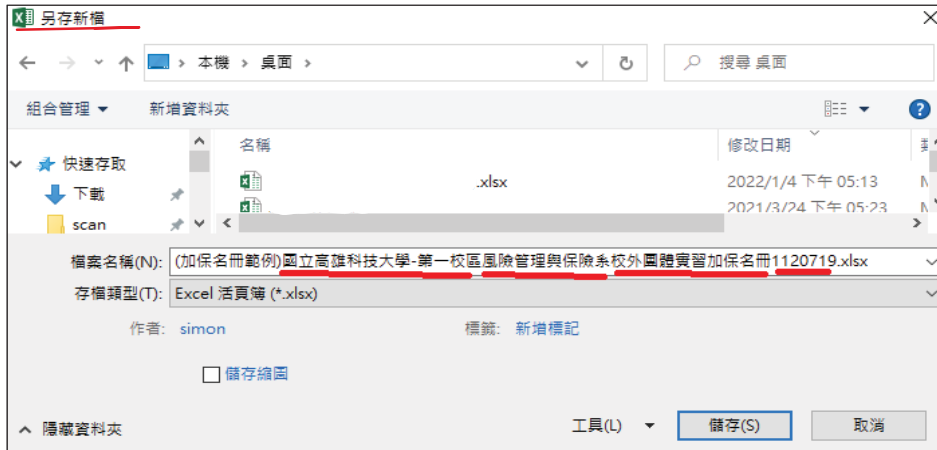 另存新檔
本機 › 桌面 ›
搜尋 桌面
組合管理
新增資料夾
名稱
修改日期
快速存取
下載
scan
.xlsx
2022/1/4 下午 05:13
2021/3/24 下午 05:23
檔案名稱(N): (加保名冊範例)國立高雄科技大學-第一校區風險管理與保險系校外團體實習加保名冊1120719.xlsx
存檔類型(T): Excel 活頁簿 (*.xlsx)
作者: simon
標籤: 新增標記
儲存縮圖
隱藏資料夾
工具(L)
儲存(S)
取消